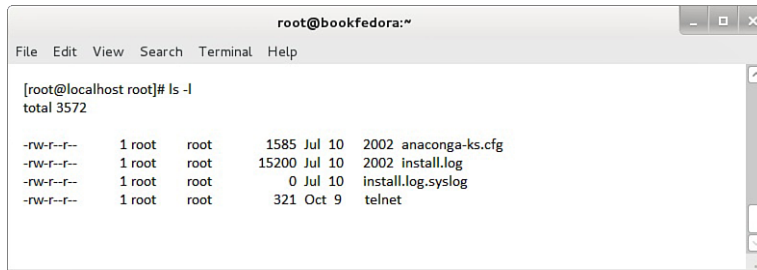 root@bookfedora:~
File Edit View Search Terminal Help
[root@localhost root]# ls -l
total 3572
-rw-r--r-- 1 root root 1585 Jul 10 2002 anaconga-ks.cfg
-rw-r--r-- 1 root root 15200 Jul 10 2002 install.log
-rw-r--r-- 1 root root 0 Jul 10 install.log.syslog
-rw-r--r-- 1 root root 321 Oct 9 telnet